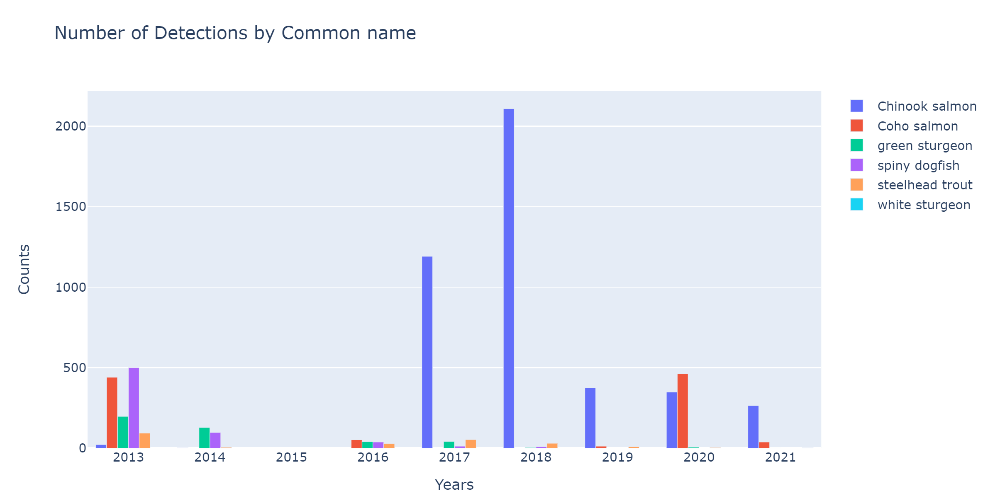 Number of Detections by Common name
2000
1500
1000
500
0
Counts
2013 2014 2015 2016 2017 2018 2019 2020 2021
Years
Chinook salmon
Coho salmon
green sturgeon
spiny dogfish
steelhead trout
white sturgeon